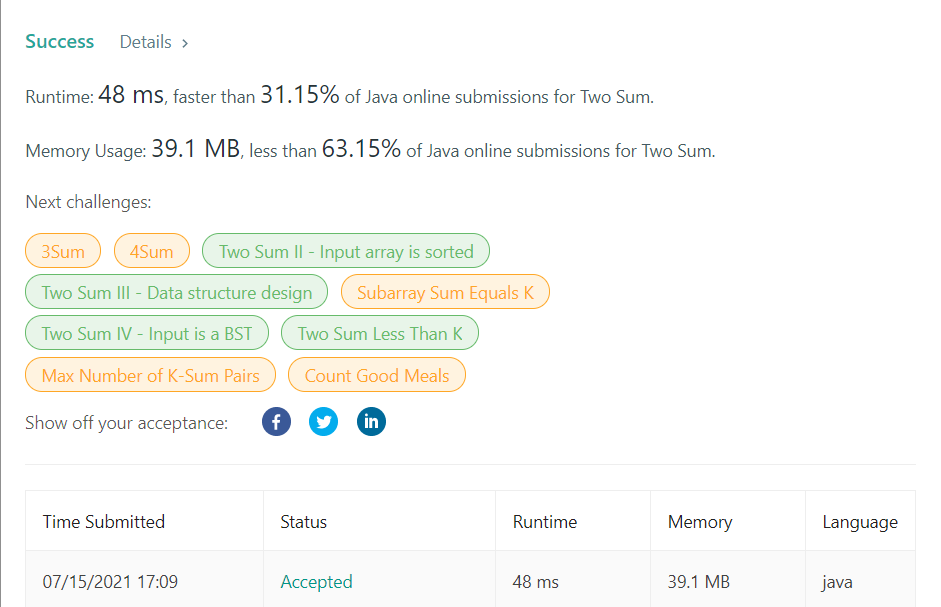 Success Details >
Runtime: 48 ms, faster than 31.15% of Java online submissions for Two Sum.
Memory Usage: 39.1 MB, less than 63.15% of Java online submissions for Two Sum.
Next challenges:
3Sum 4Sum Two Sum II - Input array is sorted
Two Sum III - Data structure design Subarray Sum Equals K
Two Sum IV - Input is a BST Two Sum Less Than K
Max Number of K-Sum Pairs Count Good Meals
Show off your acceptance: f in
Time Submitted Status Runtime Memory Language
07/15/2021 17:09 Accepted 48 ms 39.1 MB java